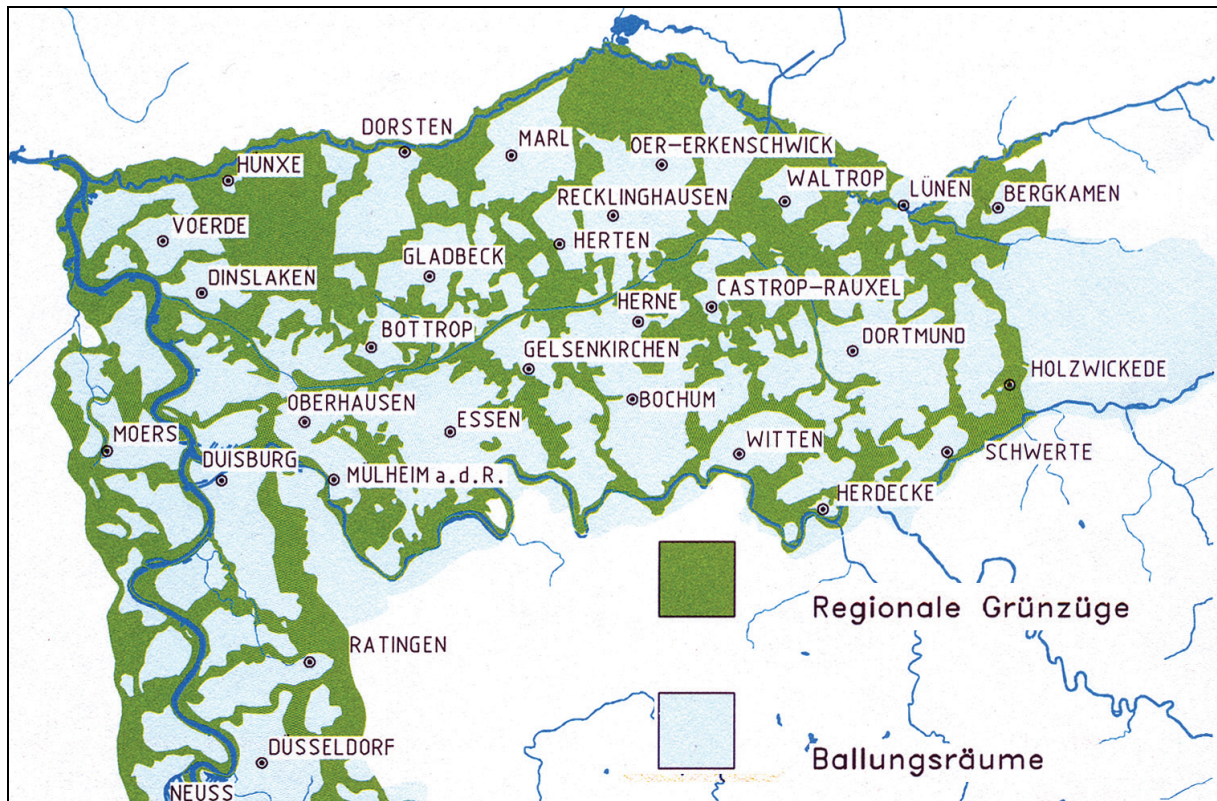 DORSTEN
MARL
OER-ERKENSCHWICK
HÜNXE
WALTROP
LÜNEN
BERGKAMEN
RECKLINGHAUSEN
VOERDE
HERTEN
GLADBECK
DINSLAKEN
CASTROP-RAUXEL
HERNE
BOTTROP
DORTMUND
GELSENKIRCHEN
HOLZWICKEDE
OBERHAUSEN
BOCHUM
ESSEN
MOERS
WITTEN
SCHWERTE
DUISBURG
MÜLHEIM a.d.R.
HERDECKE
Regionale Grünzüge
RATINGEN
DÜSSELDORF
Ballungsräume
NEUSS